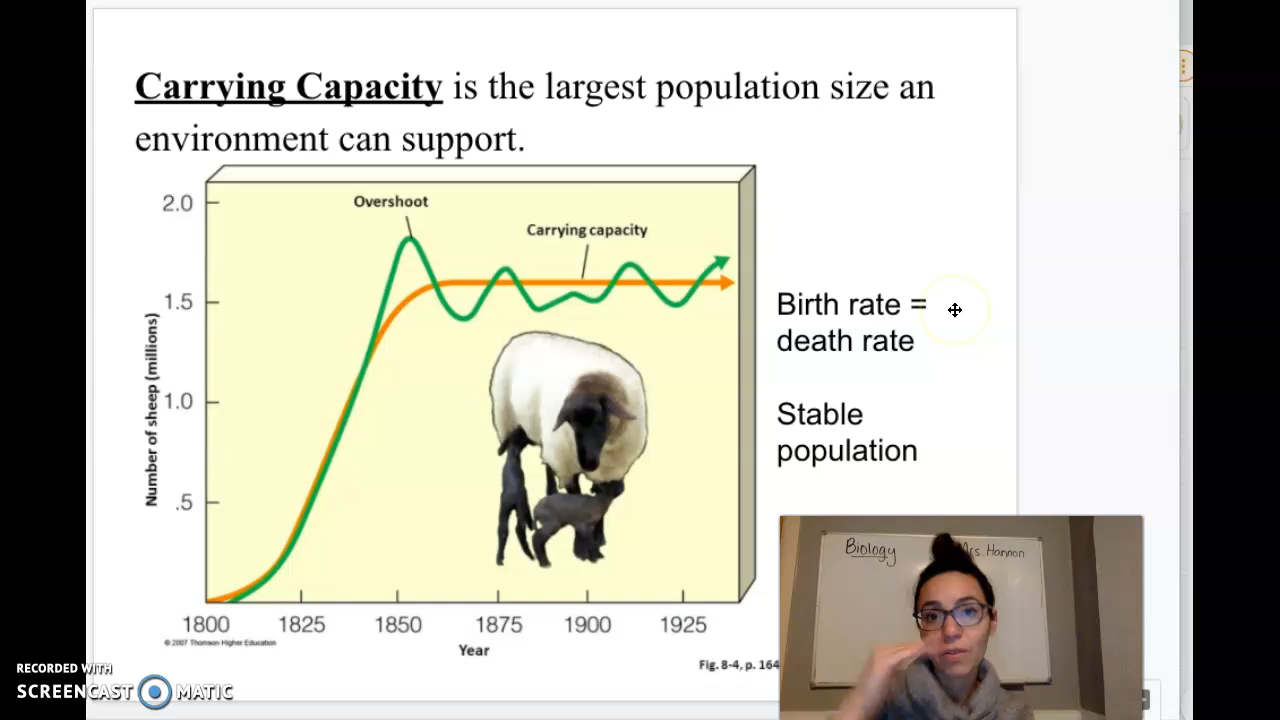 Carrying Capacity is the largest population size an
environment can support.
2.0
1.5
1.0
.5
Number of sheep (millions)
Overshoot
Carrying capacity
1800 1825 1850 1875 1900 1925
Year
© 2007 Thomson Higher Education
Fig. 8-4, p. 164
Birth rate =
death rate
Stable
population
Biology
Mrs. Hannon
RECORDED WITH
SCREENCAST MATIC